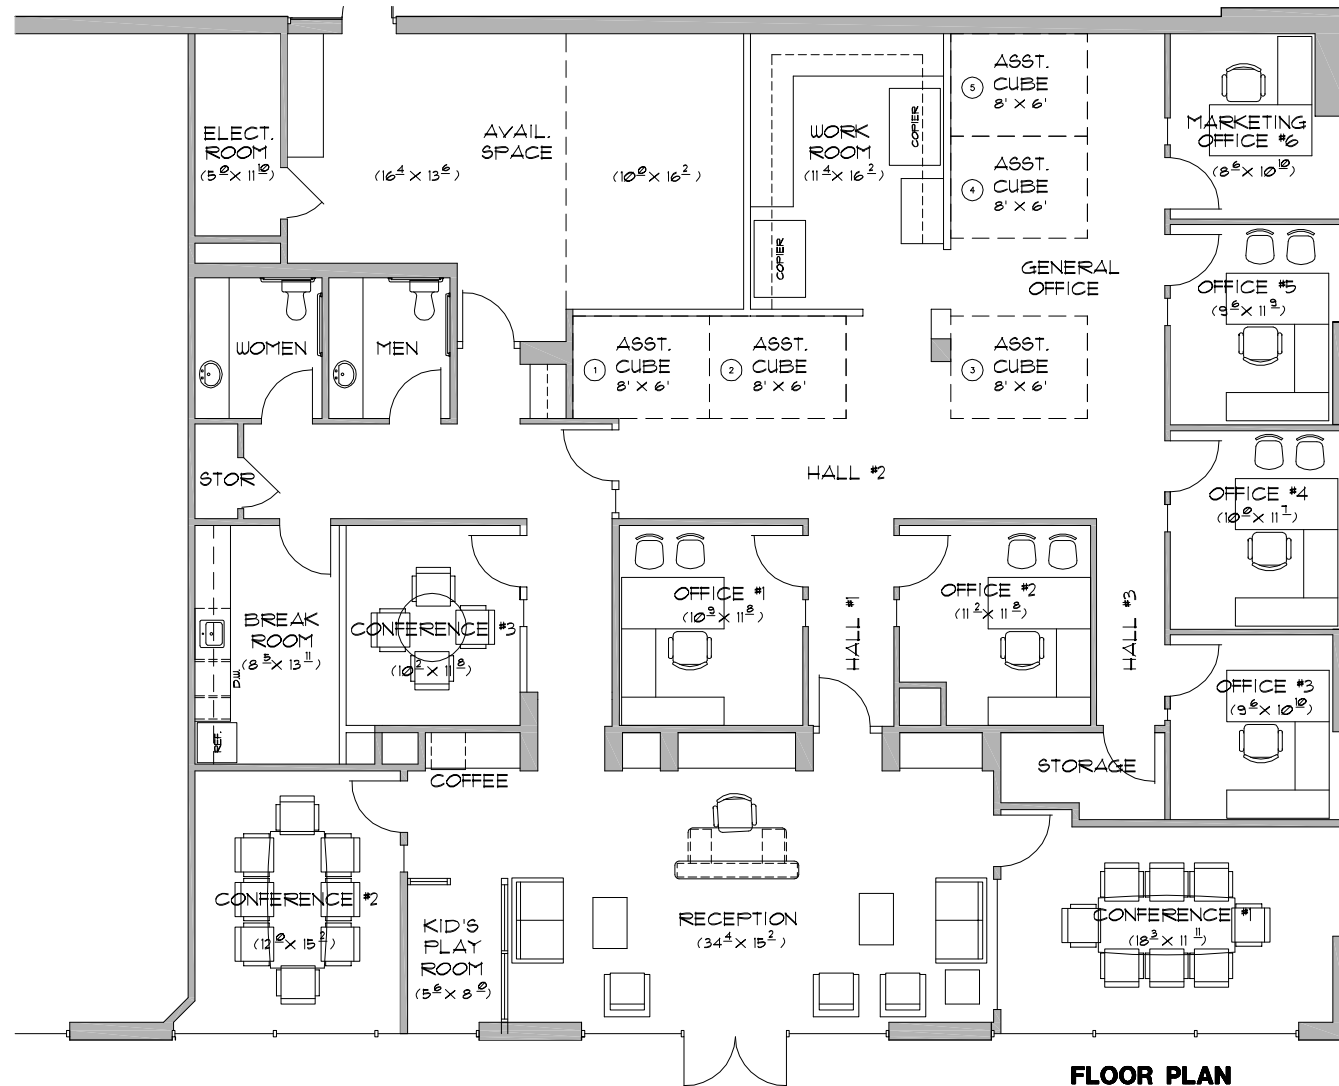 ELECT.
ROOM
(5⁰ X 11¹⁰)
AVAIL.
SPACE
(16⁴ X 13⁶)
(10⁰ X 16²)
WORK
ROOM
(11⁴ X 16²)
COPIER
COPIER
5
ASST.
CUBE
8' X 6'
4
ASST.
CUBE
8' X 6'
MARKETING
OFFICE #6
(8⁶ X 10¹⁰)
GENERAL
OFFICE
OFFICE #5
(9⁶ X 11⁹)
WOMEN
MEN
1
ASST.
CUBE
8' X 6'
2
ASST.
CUBE
8' X 6'
3
ASST.
CUBE
8' X 6'
STOR
HALL #2
OFFICE #4
(10⁰ X 11⁷)
BREAK
ROOM
(8⁵ X 13¹¹)
D.W.
REF.
CONFERENCE #3
(10² X 11⁸)
OFFICE #1
(10⁹ X 11⁸)
HALL #1
OFFICE #2
(11² X 11⁸)
HALL #3
OFFICE #3
(9⁶ X 10¹⁰)
COFFEE
STORAGE
CONFERENCE #2
(12⁰ X 15²)
KID'S
PLAY
ROOM
(5⁶ X 8⁰)
RECEPTION
(34⁴ X 15²)
CONFERENCE #1
(18³ X 11¹¹)
FLOOR PLAN